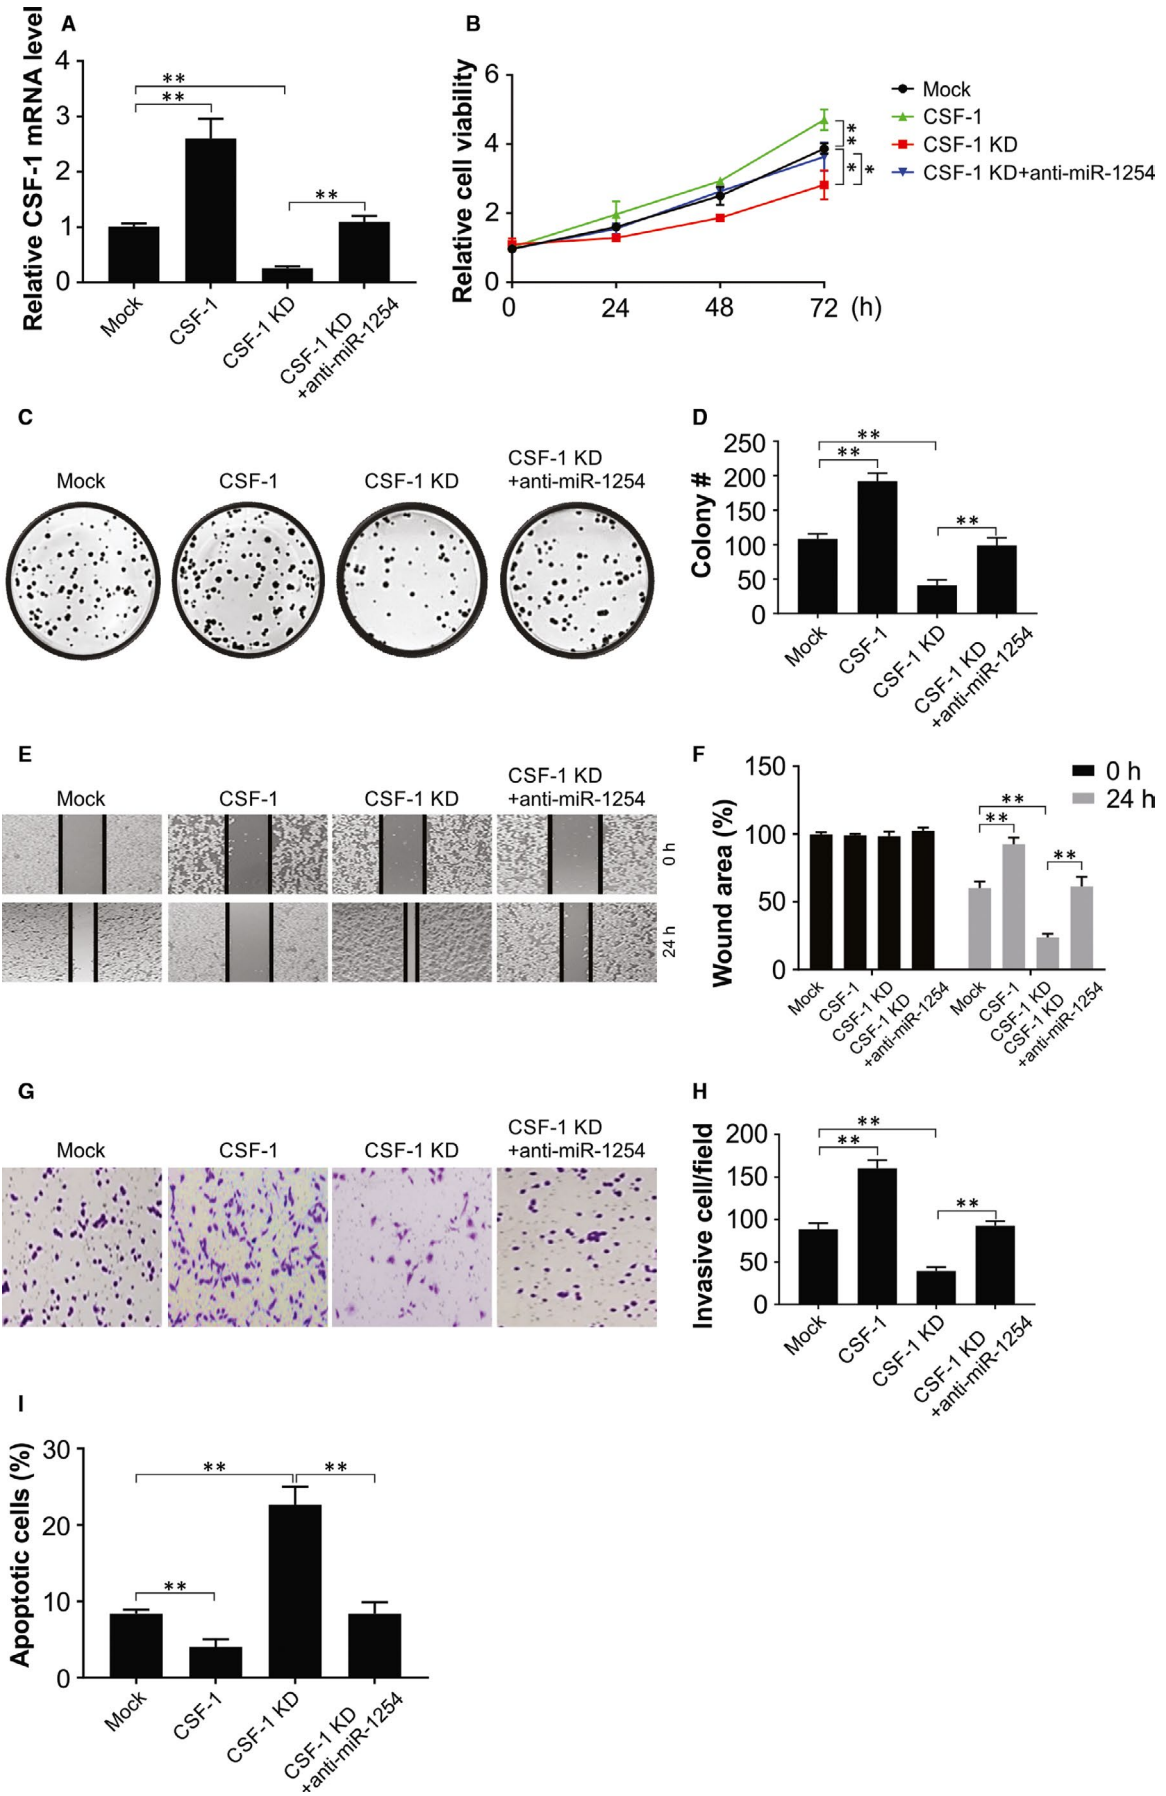 A
Relative CSF-1 mRNA level
4
3
2
1
0
**
**
**
Mock
CSF-1
CSF-1 KD
CSF-1 KD
+anti-miR-1254
B
Relative cell viability
6
4
2
0
0
24
48
72
(h)
**
*
*
Mock
CSF-1
CSF-1 KD
CSF-1 KD+anti-miR-1254
C
Mock
CSF-1
CSF-1 KD
CSF-1 KD
+anti-miR-1254
D
Colony #
250
200
150
100
50
0
**
**
**
Mock
CSF-1
CSF-1 KD
CSF-1 KD
+anti-miR-1254
E
Mock
CSF-1
CSF-1 KD
CSF-1 KD
+anti-miR-1254
0 h
24 h
F
Wound area (%)
150
100
50
0
0 h
24 h
**
**
**
Mock
CSF-1
CSF-1 KD
CSF-1 KD
+anti-miR-1254
Mock
CSF-1
CSF-1 KD
CSF-1 KD
+anti-miR-1254
G
Mock
CSF-1
CSF-1 KD
CSF-1 KD
+anti-miR-1254
H
Invasive cell/field
200
150
100
50
0
**
**
**
Mock
CSF-1
CSF-1 KD
CSF-1 KD
+anti-miR-1254
I
Apoptotic cells (%)
30
20
10
0
**
**
**
Mock
CSF-1
CSF-1 KD
CSF-1 KD
+anti-miR-1254